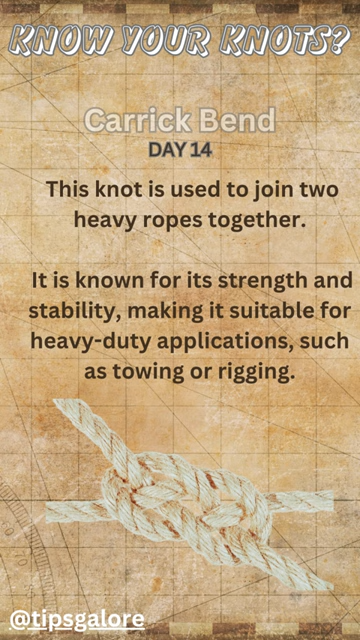 KNOW YOUR KNOTS?
Carrick Bend
DAY 14
This knot is used to join two
heavy ropes together.
It is known for its strength and
stability, making it suitable for
heavy-duty applications, such
as towing or rigging.
@tipsgalore